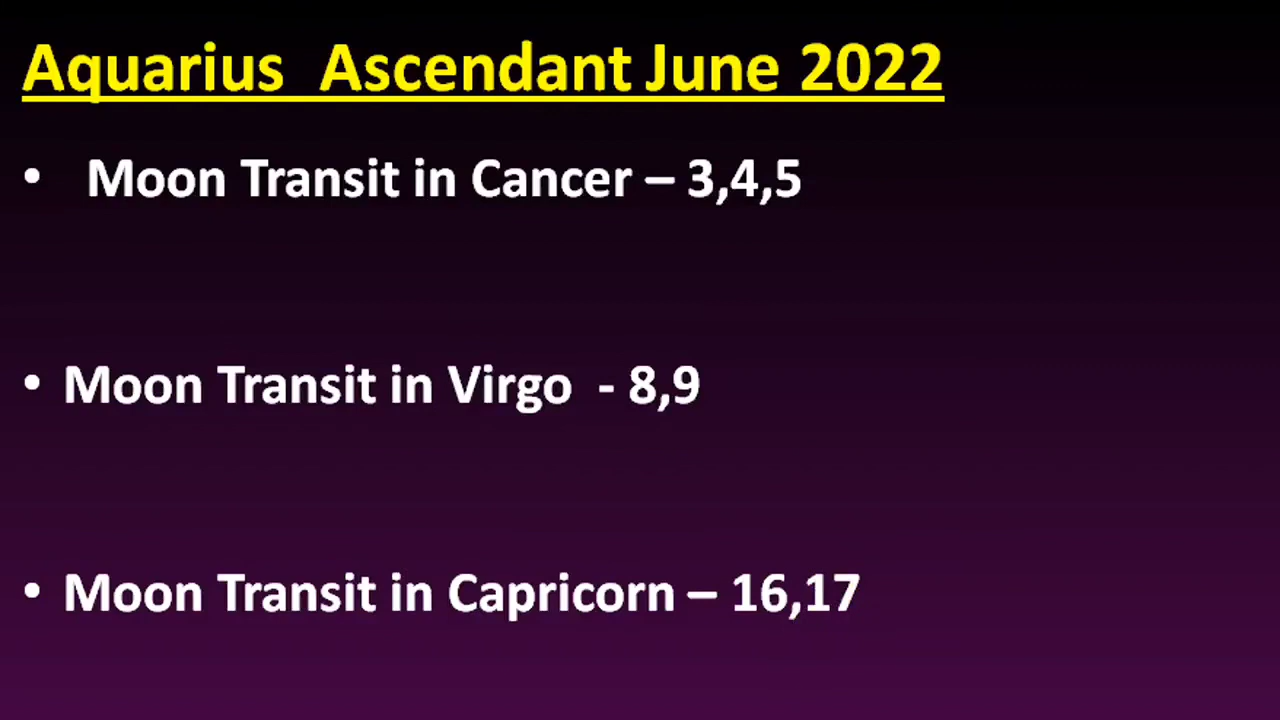 Aquarius  Ascendant June 2022
•   Moon Transit in Cancer – 3,4,5
• Moon Transit in Virgo  - 8,9
• Moon Transit in Capricorn – 16,17